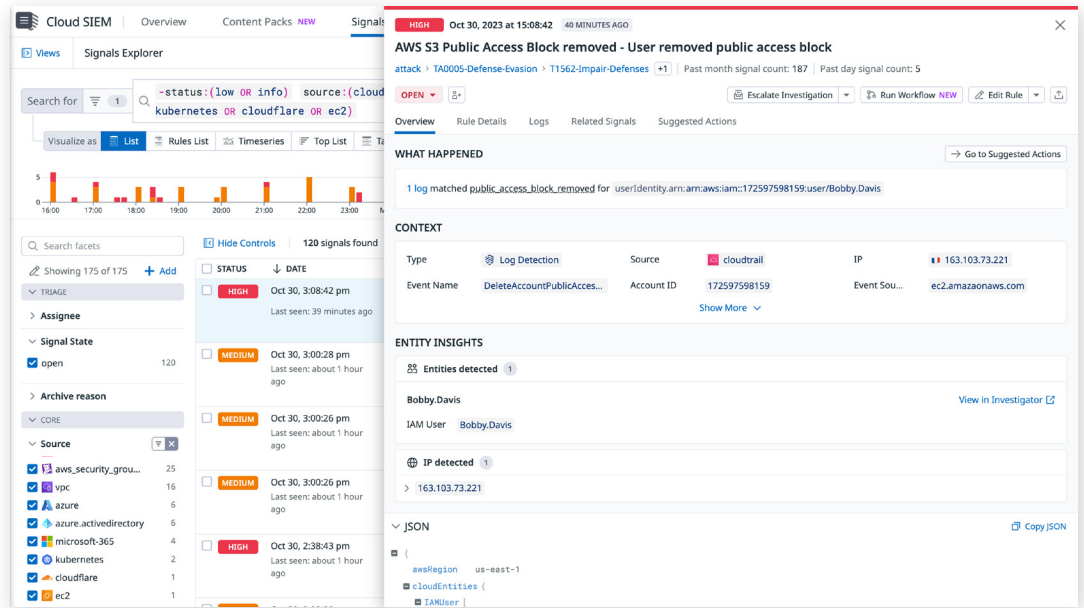 Cloud SIEM
Overview
Content Packs NEW
Signals
Views
Signals Explorer
Search for
1
-status:(low OR info) source:(cloud
kubernetes OR cloudflare OR ec2)
Visualize as
List
Rules List
Timeseries
Top List
Ta
5
0
16:00 17:00 18:00 19:00 20:00 21:00 22:00 23:00
Search facets
Showing 175 of 175
Add
TRIAGE
Assignee
Signal State
open 120
Archive reason
CORE
Source
aws_security_grou... 25
vpc 16
azure 6
azure.activedirectory 6
microsoft-365 4
kubernetes 2
cloudflare 1
ec2 1
Hide Controls
120 signals found
STATUS
DATE
HIGH Oct 30, 3:08:42 pm
Last seen: 39 minutes ago
MEDIUM Oct 30, 3:00:28 pm
Last seen: about 1 hour
ago
MEDIUM Oct 30, 3:00:26 pm
Last seen: about 1 hour
ago
MEDIUM Oct 30, 3:00:26 pm
Last seen: about 1 hour
ago
HIGH Oct 30, 2:38:43 pm
Last seen: about 1 hour
ago
HIGH Oct 30, 2023 at 15:08:42 40 MINUTES AGO
AWS S3 Public Access Block removed - User removed public access block
attack > TA0005-Defense-Evasion > T1562-Impair-Defenses +1 Past month signal count: 187 Past day signal count: 5
OPEN
Escalate Investigation
Run Workflow NEW
Edit Rule
Overview
Rule Details
Logs
Related Signals
Suggested Actions
WHAT HAPPENED
Go to Suggested Actions
1 log matched public_access_block_removed for userIdentity.arn:arn:aws:iam::172597598159:user/Bobby.Davis
CONTEXT
Type Log Detection Source cloudtrail IP 163.103.73.221
Event Name DeleteAccountPublicAcces... Account ID 172597598159 Event Sou... ec2.amazaonaws.com
Show More
ENTITY INSIGHTS
Entities detected 1
Bobby.Davis
View in Investigator
IAM User Bobby.Davis
IP detected 1
163.103.73.221
JSON
Copy JSON
{
awsRegion us-east-1
cloudEntities {
IAMUser [